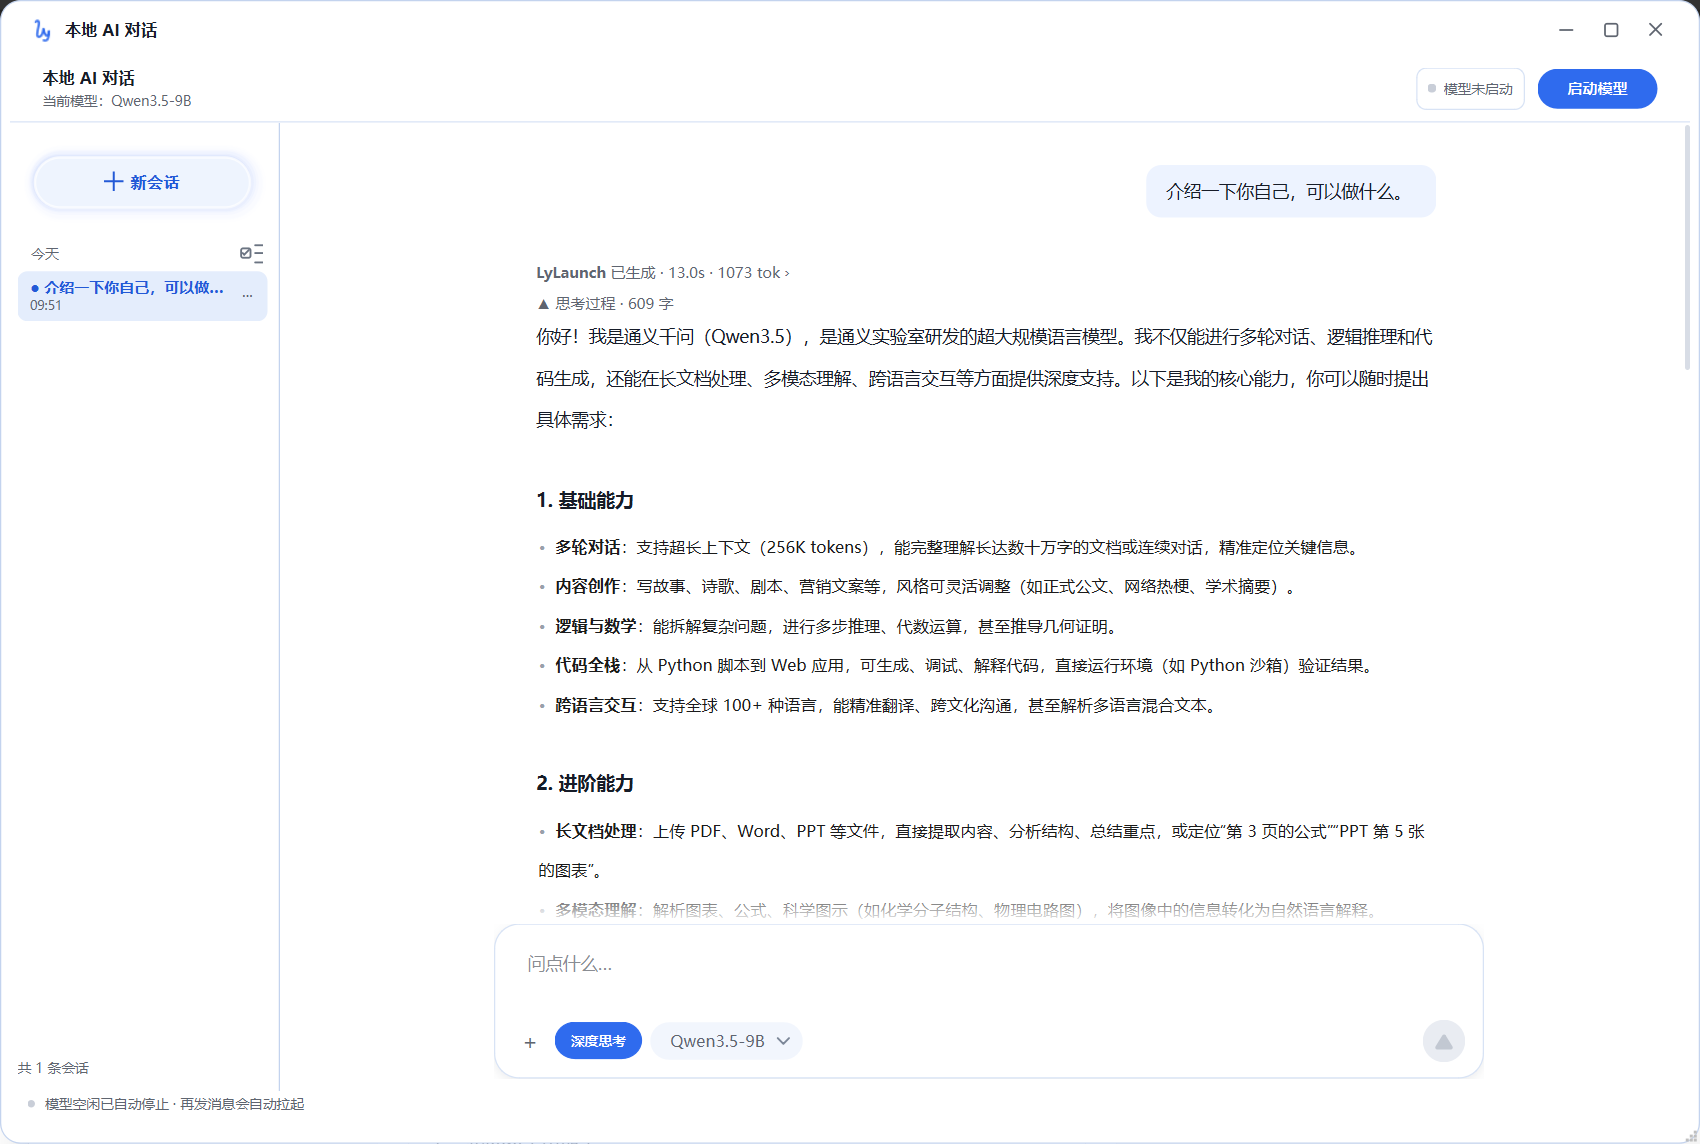 本地 AI 对话
本地 AI 对话
当前模型：Qwen3.5-9B
模型未启动
启动模型
新会话
今天
介绍一下你自己，可以做...
09:51
介绍一下你自己，可以做什么。
LyLaunch 已生成 · 13.0s · 1073 tok ›
▲ 思考过程 · 609 字
你好！我是通义千问（Qwen3.5），是通义实验室研发的超大规模语言模型。我不仅能进行多轮对话、逻辑推理和代
码生成，还能在长文档处理、多模态理解、跨语言交互等方面提供深度支持。以下是我的核心能力，你可以随时提出
具体需求：
1. 基础能力
• 多轮对话：支持超长上下文（256K tokens），能完整理解长达数十万字的文档或连续对话，精准定位关键信息。
• 内容创作：写故事、诗歌、剧本、营销文案等，风格可灵活调整（如正式公文、网络热梗、学术摘要）。
• 逻辑与数学：能拆解复杂问题，进行多步推理、代数运算，甚至推导几何证明。
• 代码全栈：从 Python 脚本到 Web 应用，可生成、调试、解释代码，直接运行环境（如 Python 沙箱）验证结果。
• 跨语言交互：支持全球 100+ 种语言，能精准翻译、跨文化沟通，甚至解析多语言混合文本。
2. 进阶能力
• 长文档处理：上传 PDF、Word、PPT 等文件，直接提取内容、分析结构、总结重点，或定位“第 3 页的公式”“PPT 第 5 张
的图表”。
• 多模态理解：解析图表、公式、科学图示（如化学分子结构、物理电路图），将图像中的信息转化为自然语言解释。
问点什么...
深度思考
Qwen3.5-9B
共 1 条会话
模型空闲已自动停止 · 再发消息会自动拉起